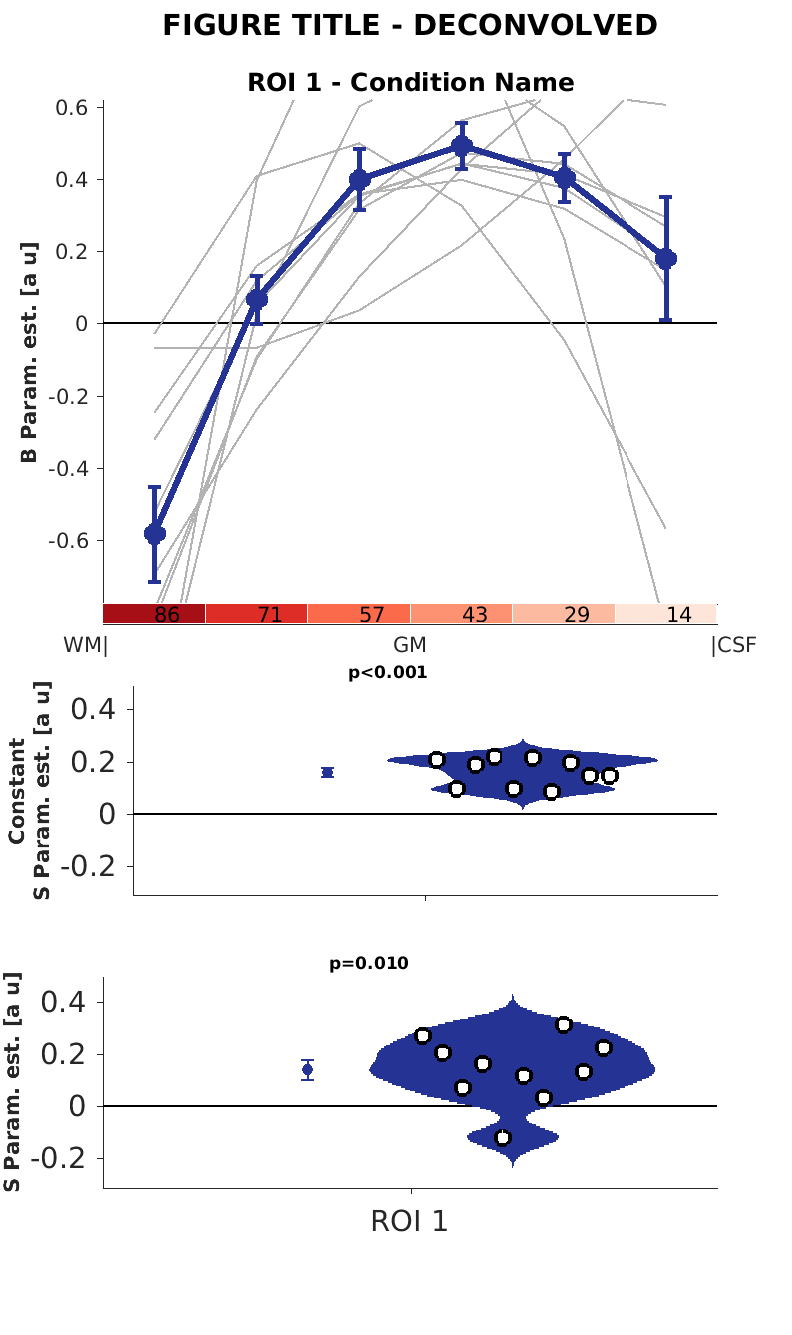 FIGURE TITLE - DECONVOLVED
ROI 1 - Condition Name
B Param. est. [a u]
0.6
0.4
0.2
0
-0.2
-0.4
-0.6
86 71 57 43 29 14
WM| GM |CSF
p<0.001
Constant
S Param. est. [a u]
0.4
0.2
0
-0.2
p=0.010
S Param. est. [a u]
0.4
0.2
0
-0.2
ROI 1